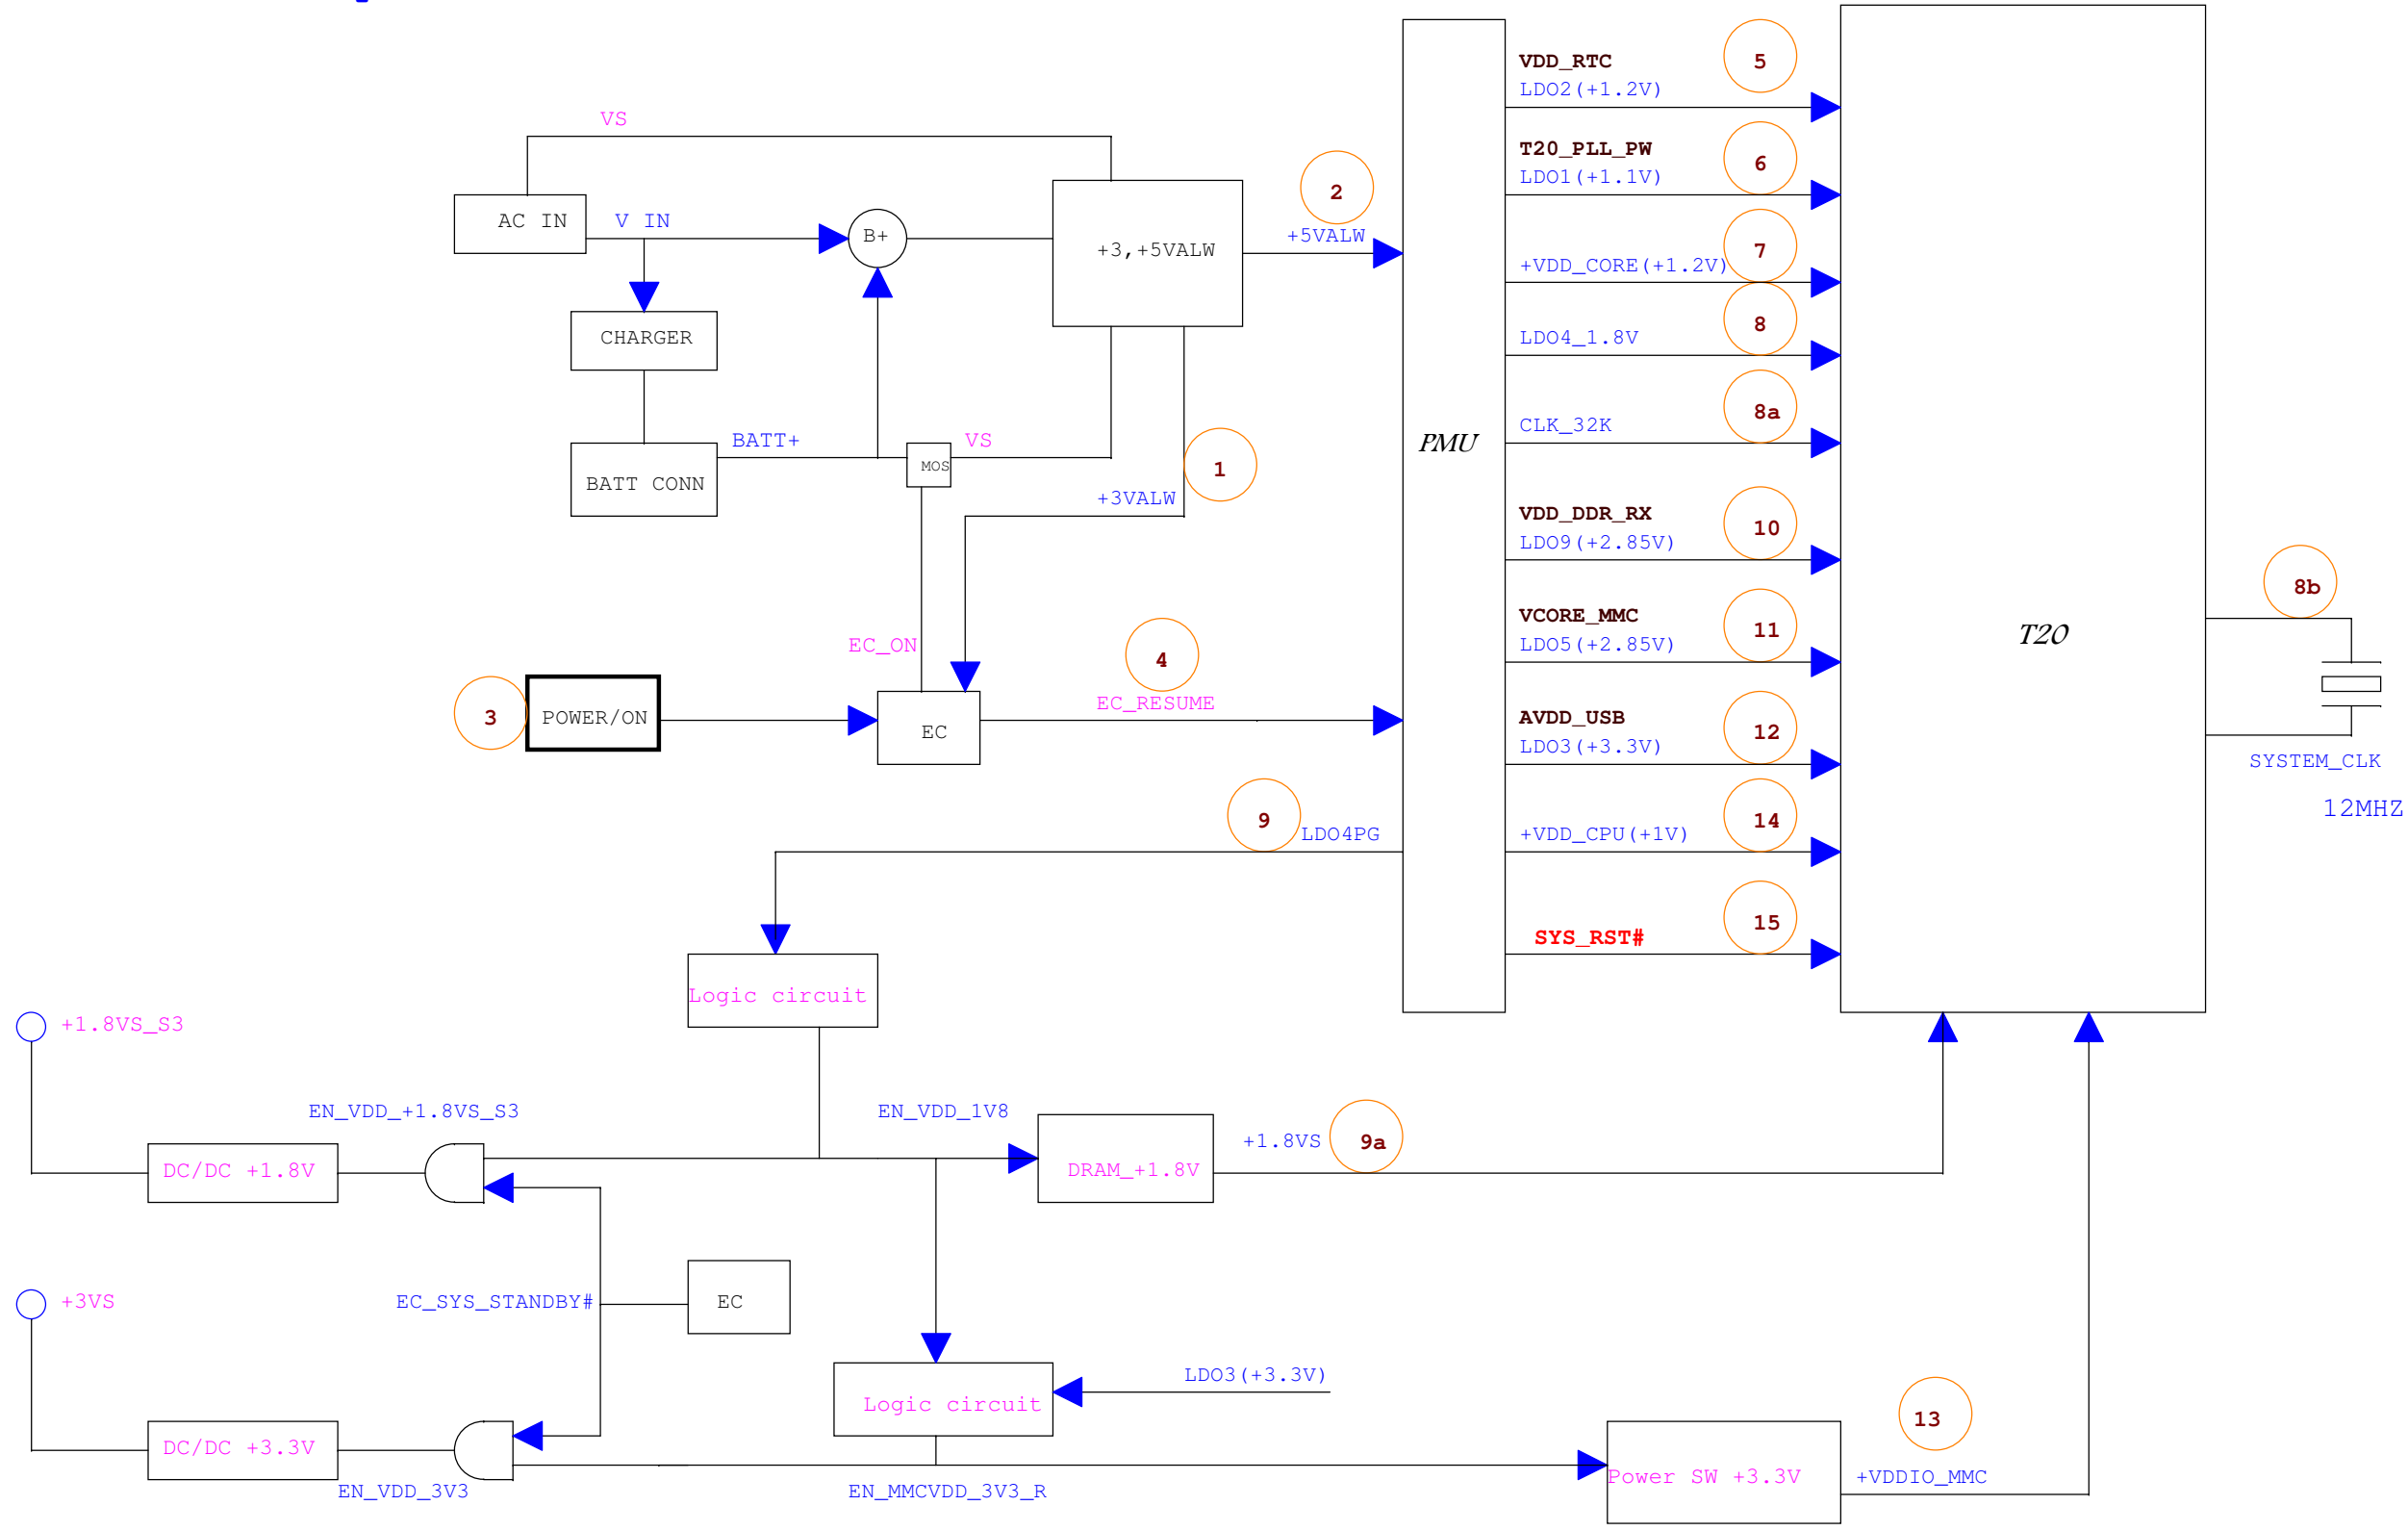 VDD_RTC
5
LDO2(+1.2V)
VS
T20_PLL_PW
6
LDO1(+1.1V)
2
AC IN
V IN
B+
+3,+5VALW
+5VALW
7
+VDD_CORE(+1.2V)
8
CHARGER
LDO4_1.8V
8a
CLK_32K
BATT+
VS
PMU
MOS
1
BATT CONN
+3VALW
VDD_DDR_RX
10
LDO9(+2.85V)
8b
VCORE_MMC
11
T20
EC_ON
4
LDO5(+2.85V)
EC_RESUME
3
POWER/ON
EC
AVDD_USB
12
LDO3(+3.3V)
SYSTEM_CLK
12MHZ
9
LDO4PG
14
+VDD_CPU(+1V)
15
SYS_RST#
Logic circuit
+1.8VS_S3
EN_VDD_+1.8VS_S3
EN_VDD_1V8
+1.8VS
9a
DC/DC +1.8V
DRAM_+1.8V
+3VS
EC_SYS_STANDBY#
EC
LDO3(+3.3V)
Logic circuit
13
DC/DC +3.3V
Power SW +3.3V
+VDDIO_MMC
EN_VDD_3V3
EN_MMCVDD_3V3_R